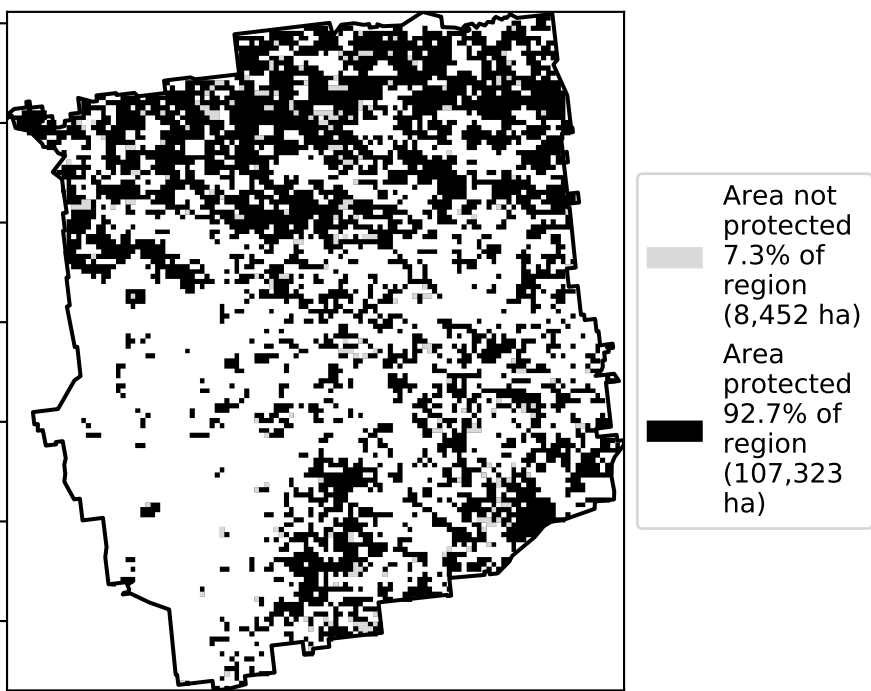 Area not
protected
7.3% of
region
(8,452 ha)
Area
protected
92.7% of
region
(107,323
ha)